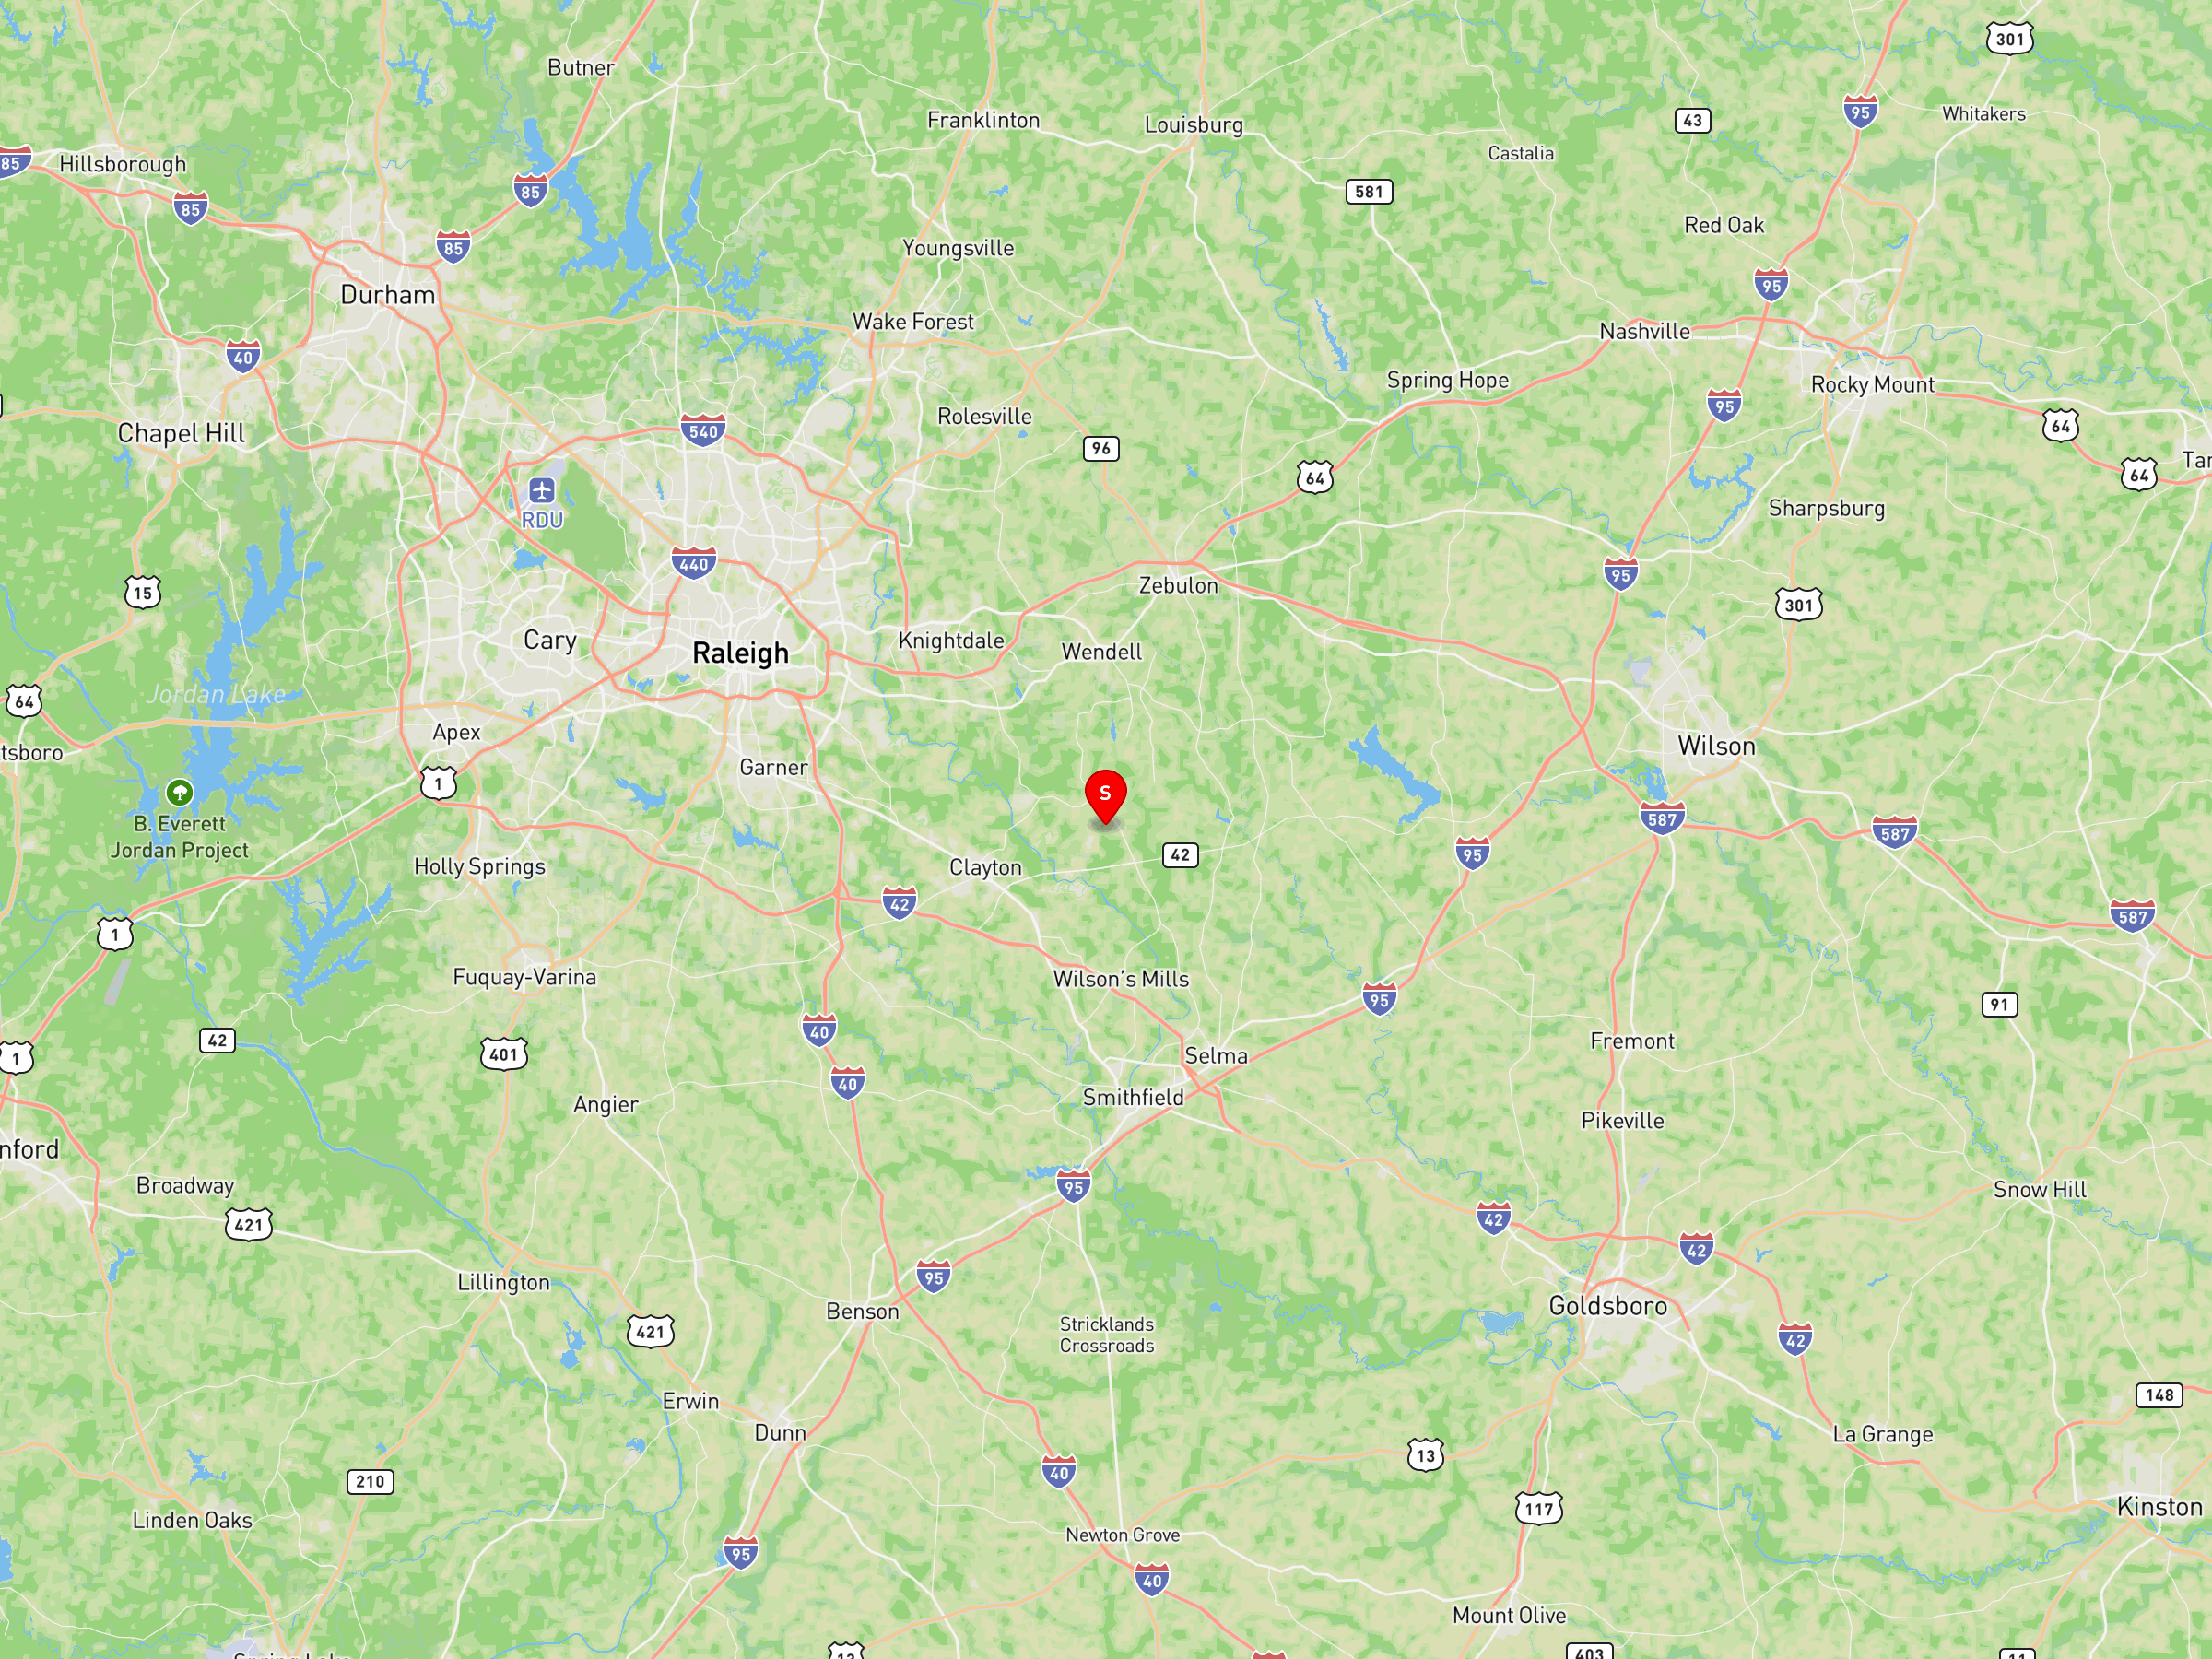 301
Butner
95
43
Whitakers
Franklinton
Louisburg
Castalia
85
Hillsborough
85
581
85
85
Red Oak
Youngsville
95
Durham
Wake Forest
Nashville
40
Spring Hope
Rocky Mount
95
Rolesville
64
Chapel Hill
540
96
Tar
64
64
RDU
Sharpsburg
440
95
Zebulon
15
301
Cary
Raleigh
Knightdale
Wendell
Jordan Lake
64
Apex
tsboro
Wilson
Garner
1
S
B. Everett
Jordan Project
587
587
42
95
Holly Springs
Clayton
42
587
1
Fuquay-Varina
Wilson's Mills
95
91
40
42
Fremont
401
1
Selma
40
Smithfield
Angier
Pikeville
nford
Broadway
95
Snow Hill
421
42
42
Lillington
95
Benson
Goldsboro
Stricklands
Crossroads
421
42
148
Erwin
Dunn
La Grange
13
40
210
Linden Oaks
117
Kinston
Newton Grove
95
40
Mount Olive
13
403
11
Spring Lake